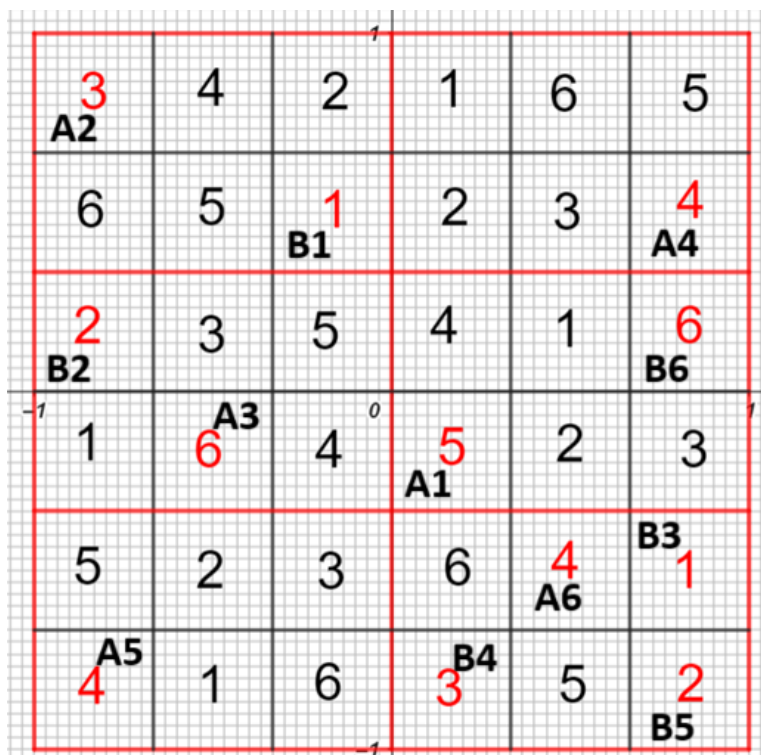 1
3 4 2 1 6 5
A2
6 5 1 2 3 4
B1 A4
2 3 5 4 1 6
B2 B6
-1 0 1
A3
1 6 4 5 2 3
A1
B3
5 2 3 6 4 1
A6
A5 B4
4 1 6 3 5 2
B5
-1